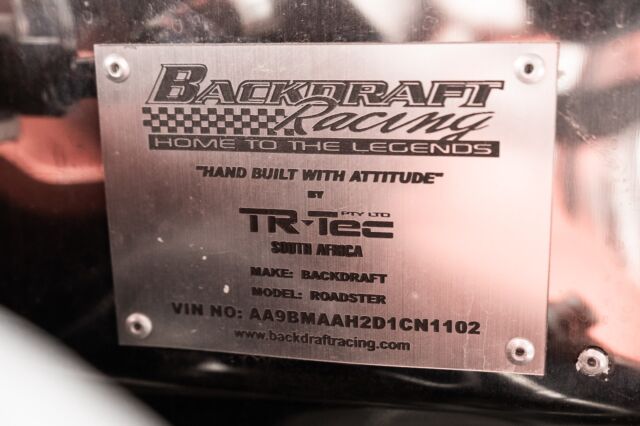 BACKDRAFT
Racing
HOME TO THE LEGENDS
"HAND BUILT WITH ATTITUDE"
BY
TR-TEC PTY LTD
SOUTH AFRICA
MAKE: BACKDRAFT
MODEL: ROADSTER
VIN NO: AA9BMAAH2D1CN1102
www.backdraftracing.com